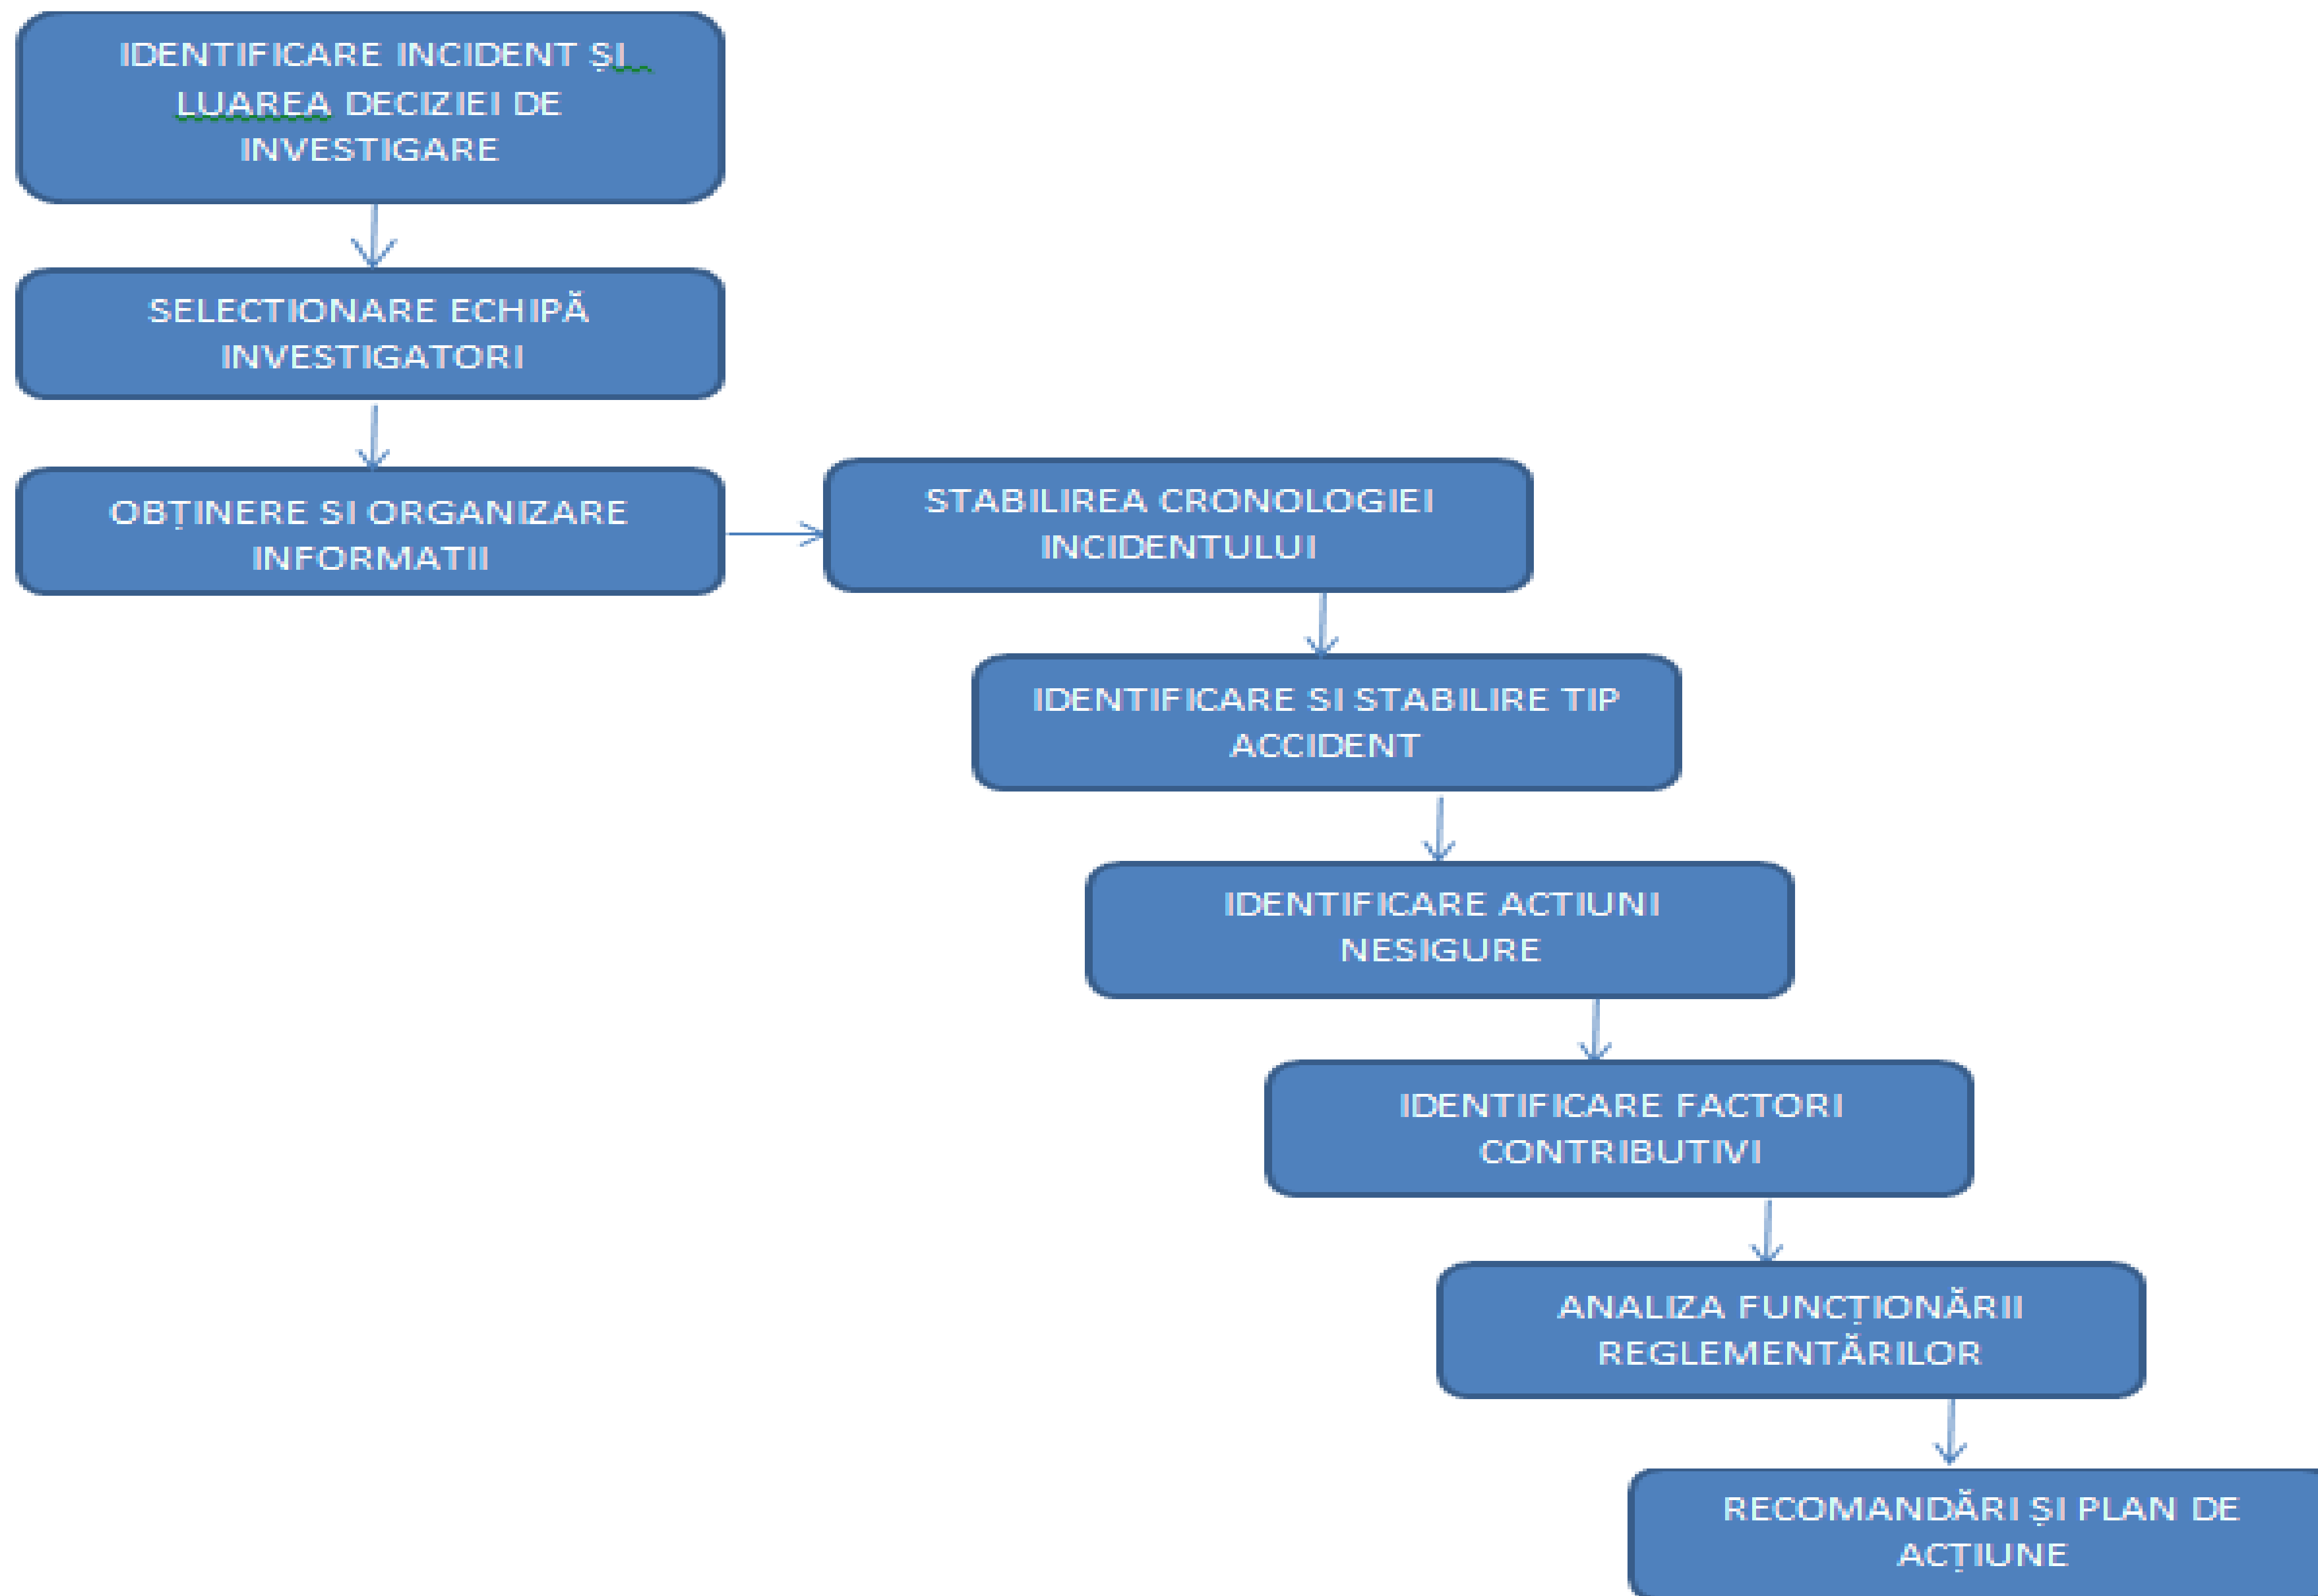 IDENTIFICARE INCIDENT ȘI
LUAREA DECIZIEI DE
INVESTIGARE
SELECTIONARE ECHIPĂ
INVESTIGATORI
OBȚINERE SI ORGANIZARE
INFORMATII
STABILIREA CRONOLOGIEI
INCIDENTULUI
IDENTIFICARE SI STABILIRE TIP
ACCIDENT
IDENTIFICARE ACTIUNI
NESIGURE
IDENTIFICARE FACTORI
CONTRIBUTIVI
ANALIZA FUNCȚIONĂRII
REGLEMENTĂRILOR
RECOMANDĂRI ȘI PLAN DE
ACȚIUNE